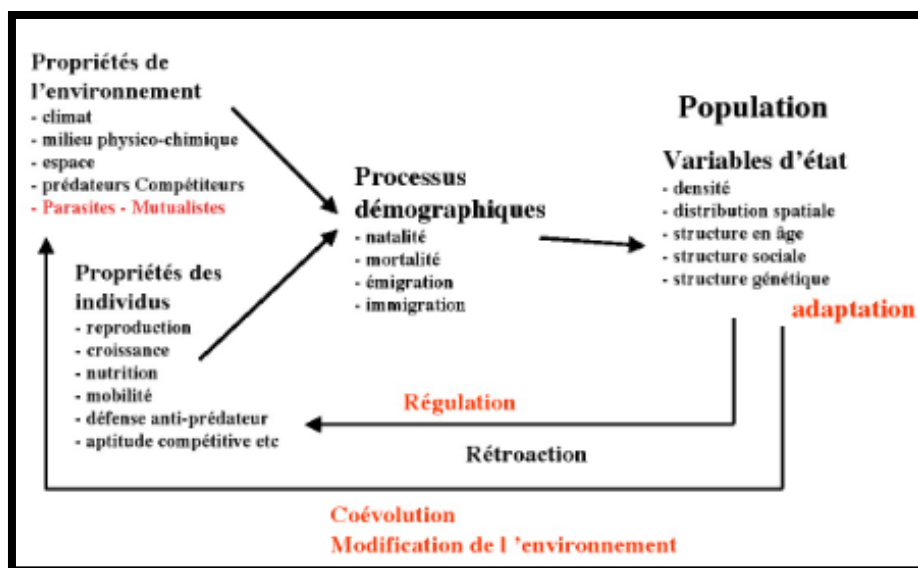 Propriétés de
l'environnement
- climat
- milieu physico-chimique
- espace
- prédateurs Compétiteurs
- Parasites - Mutualistes
Propriétés des
individus
- reproduction
- croissance
- nutrition
- mobilité
- défense anti-prédateur
- aptitude compétitive etc
Processus
démographiques
- natalité
- mortalité
- émigration
- immigration
Population
Variables d'état
- densité
- distribution spatiale
- structure en âge
- structure sociale
- structure génétique
adaptation
Régulation
Rétroaction
Coévolution
Modification de l 'environnement